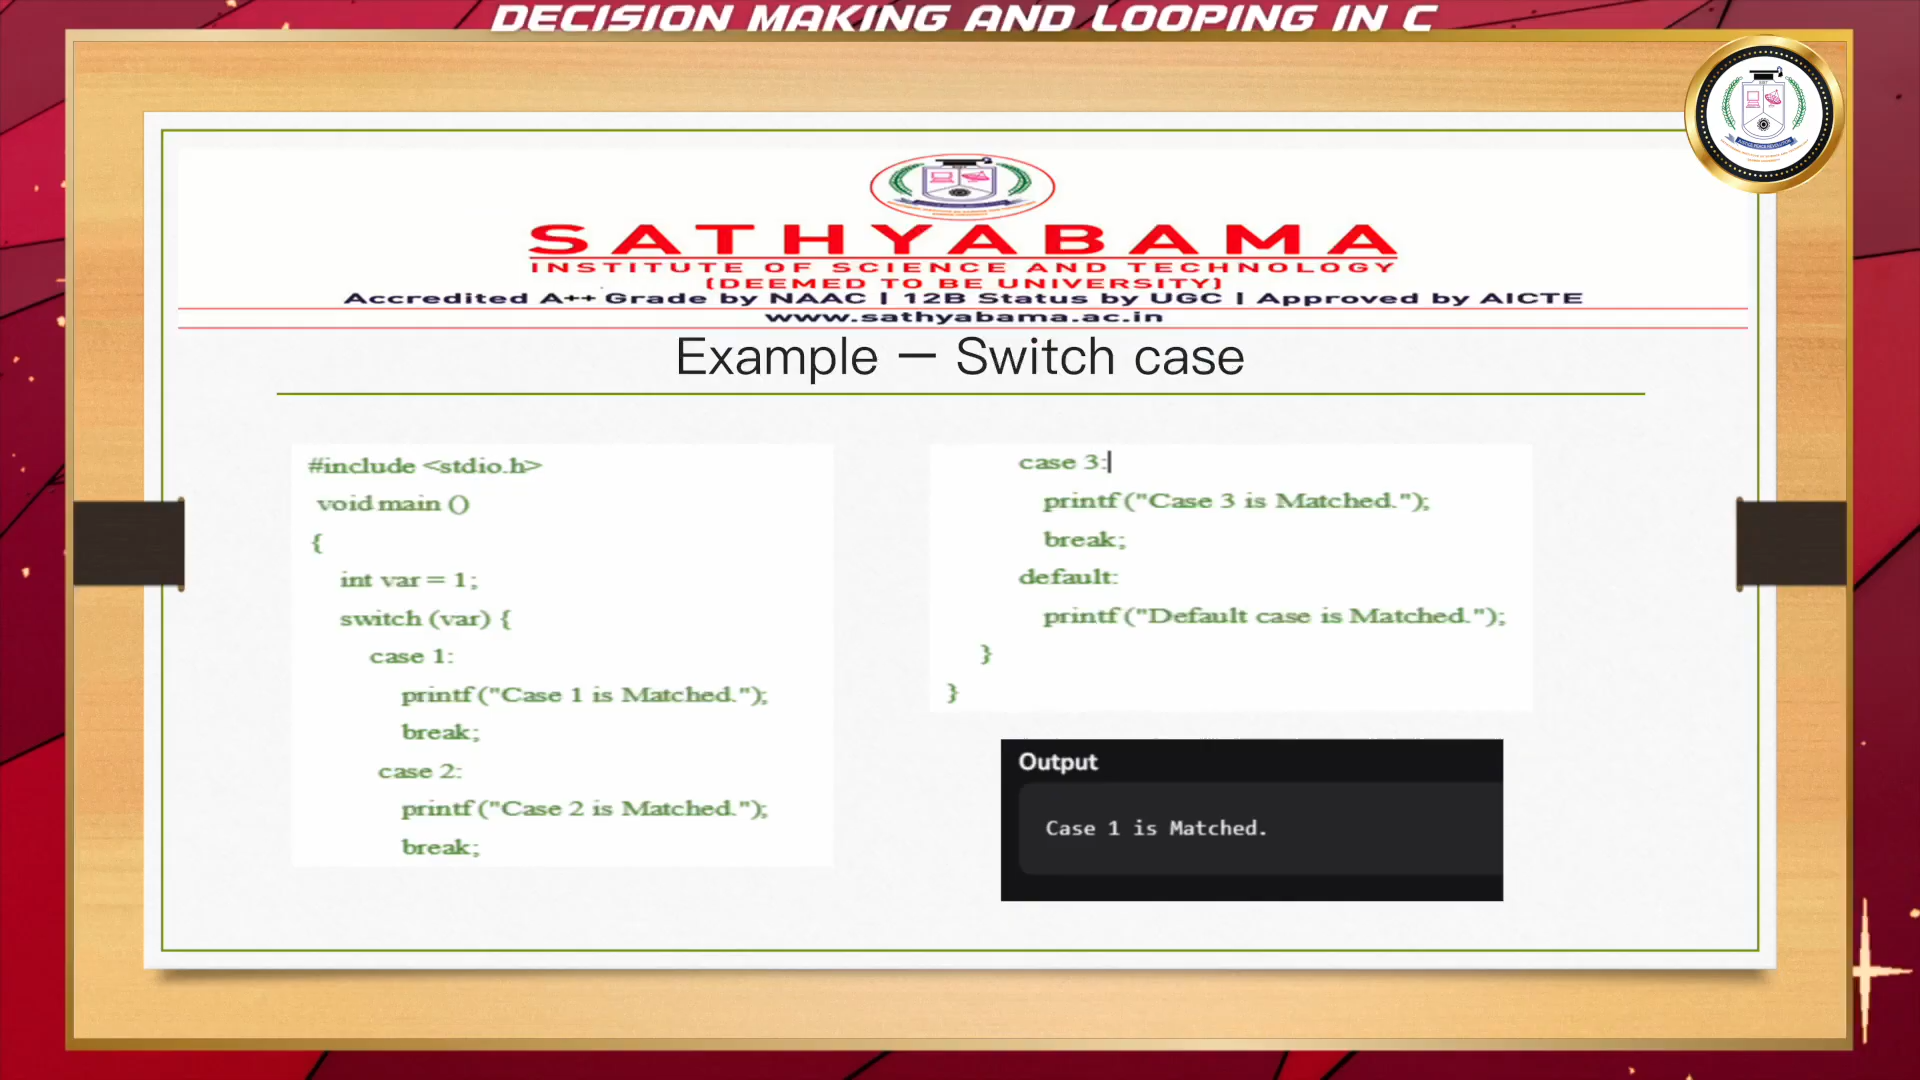 DECISION MAKING AND LOOPING IN C
SATHYABAMA
INSTITUTE OF SCIENCE AND TECHNOLOGY
(DEEMED TO BE UNIVERSITY)
Accredited A++ Grade by NAAC | 12B Status by UGC | Approved by AICTE
www.sathyabama.ac.in
Example – Switch case
#include <stdio.h>
void main ()
{
int var = 1;
switch (var) {
case 1:
printf ("Case 1 is Matched.");
break;
case 2:
printf ("Case 2 is Matched.");
break;
case 3:
printf ("Case 3 is Matched.");
break;
default:
printf ("Default case is Matched.");
}
}
Output
Case 1 is Matched.